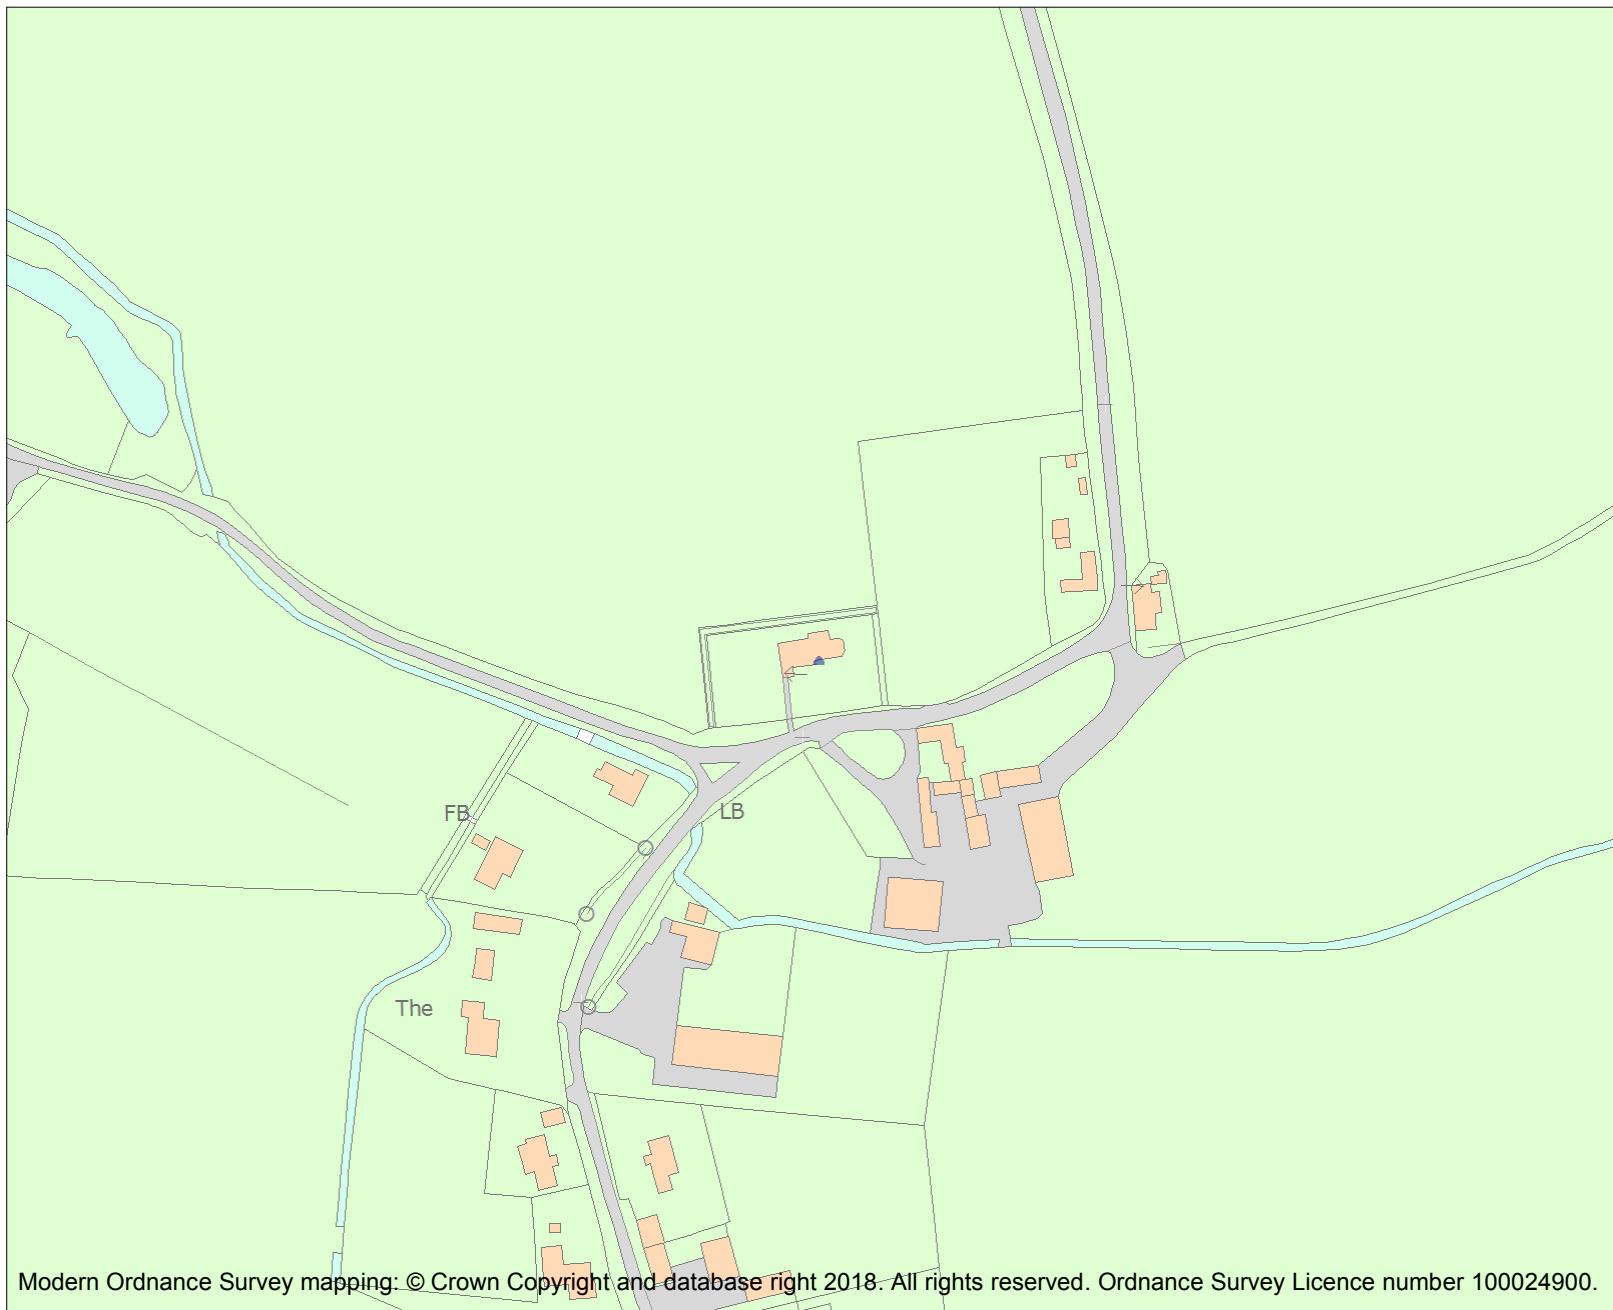 FB
LB
The
Modern Ordnance Survey mapping: © Crown Copyright and database right 2018. All rights reserved. Ordnance Survey Licence number 100024900.